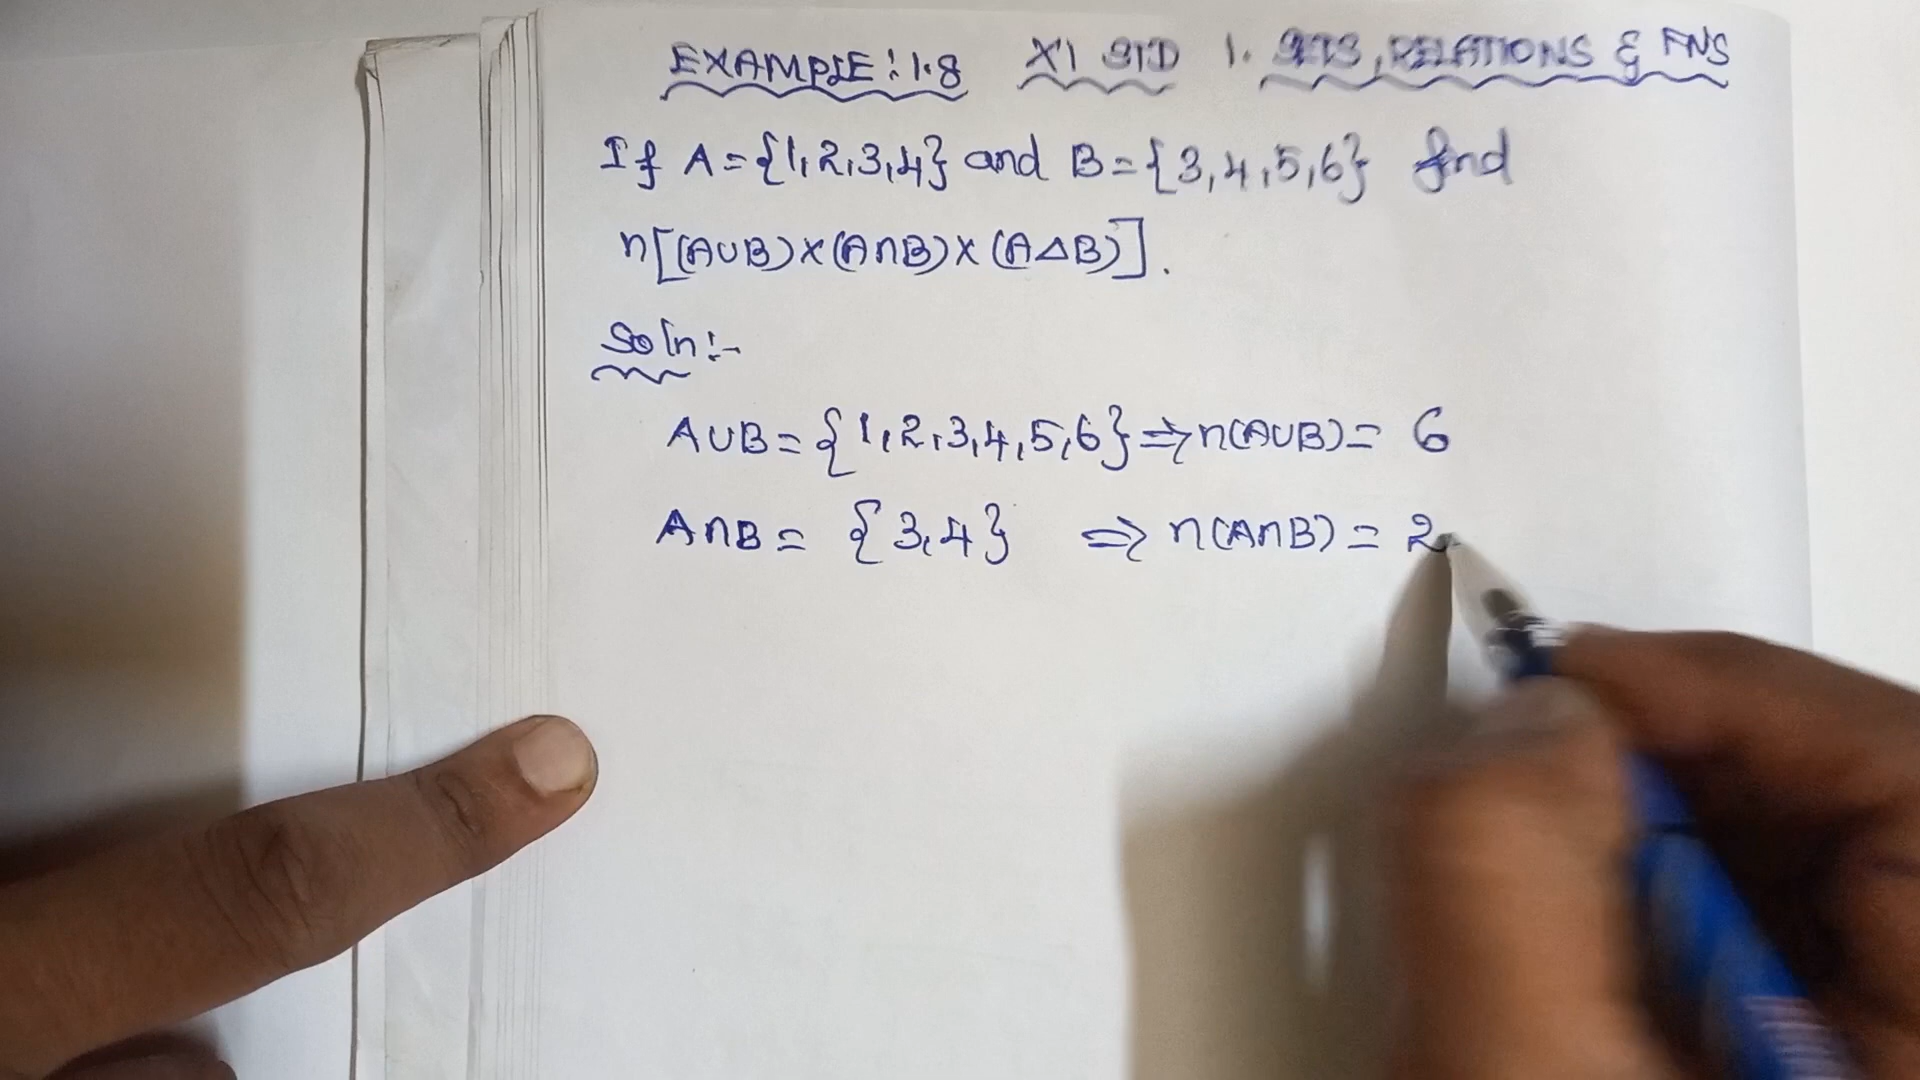 EXAMPLE: 1.8 XI STD 1. SETS, RELATIONS & FNS
If A = {1, 2, 3, 4} and B = {3, 4, 5, 6} find
n[(A∪B)×(A∩B)×(A△B)].
Soln:-
A∪B = {1, 2, 3, 4, 5, 6} ⇒ n(A∪B) = 6
A∩B = {3, 4} ⇒ n(A∩B) = 2